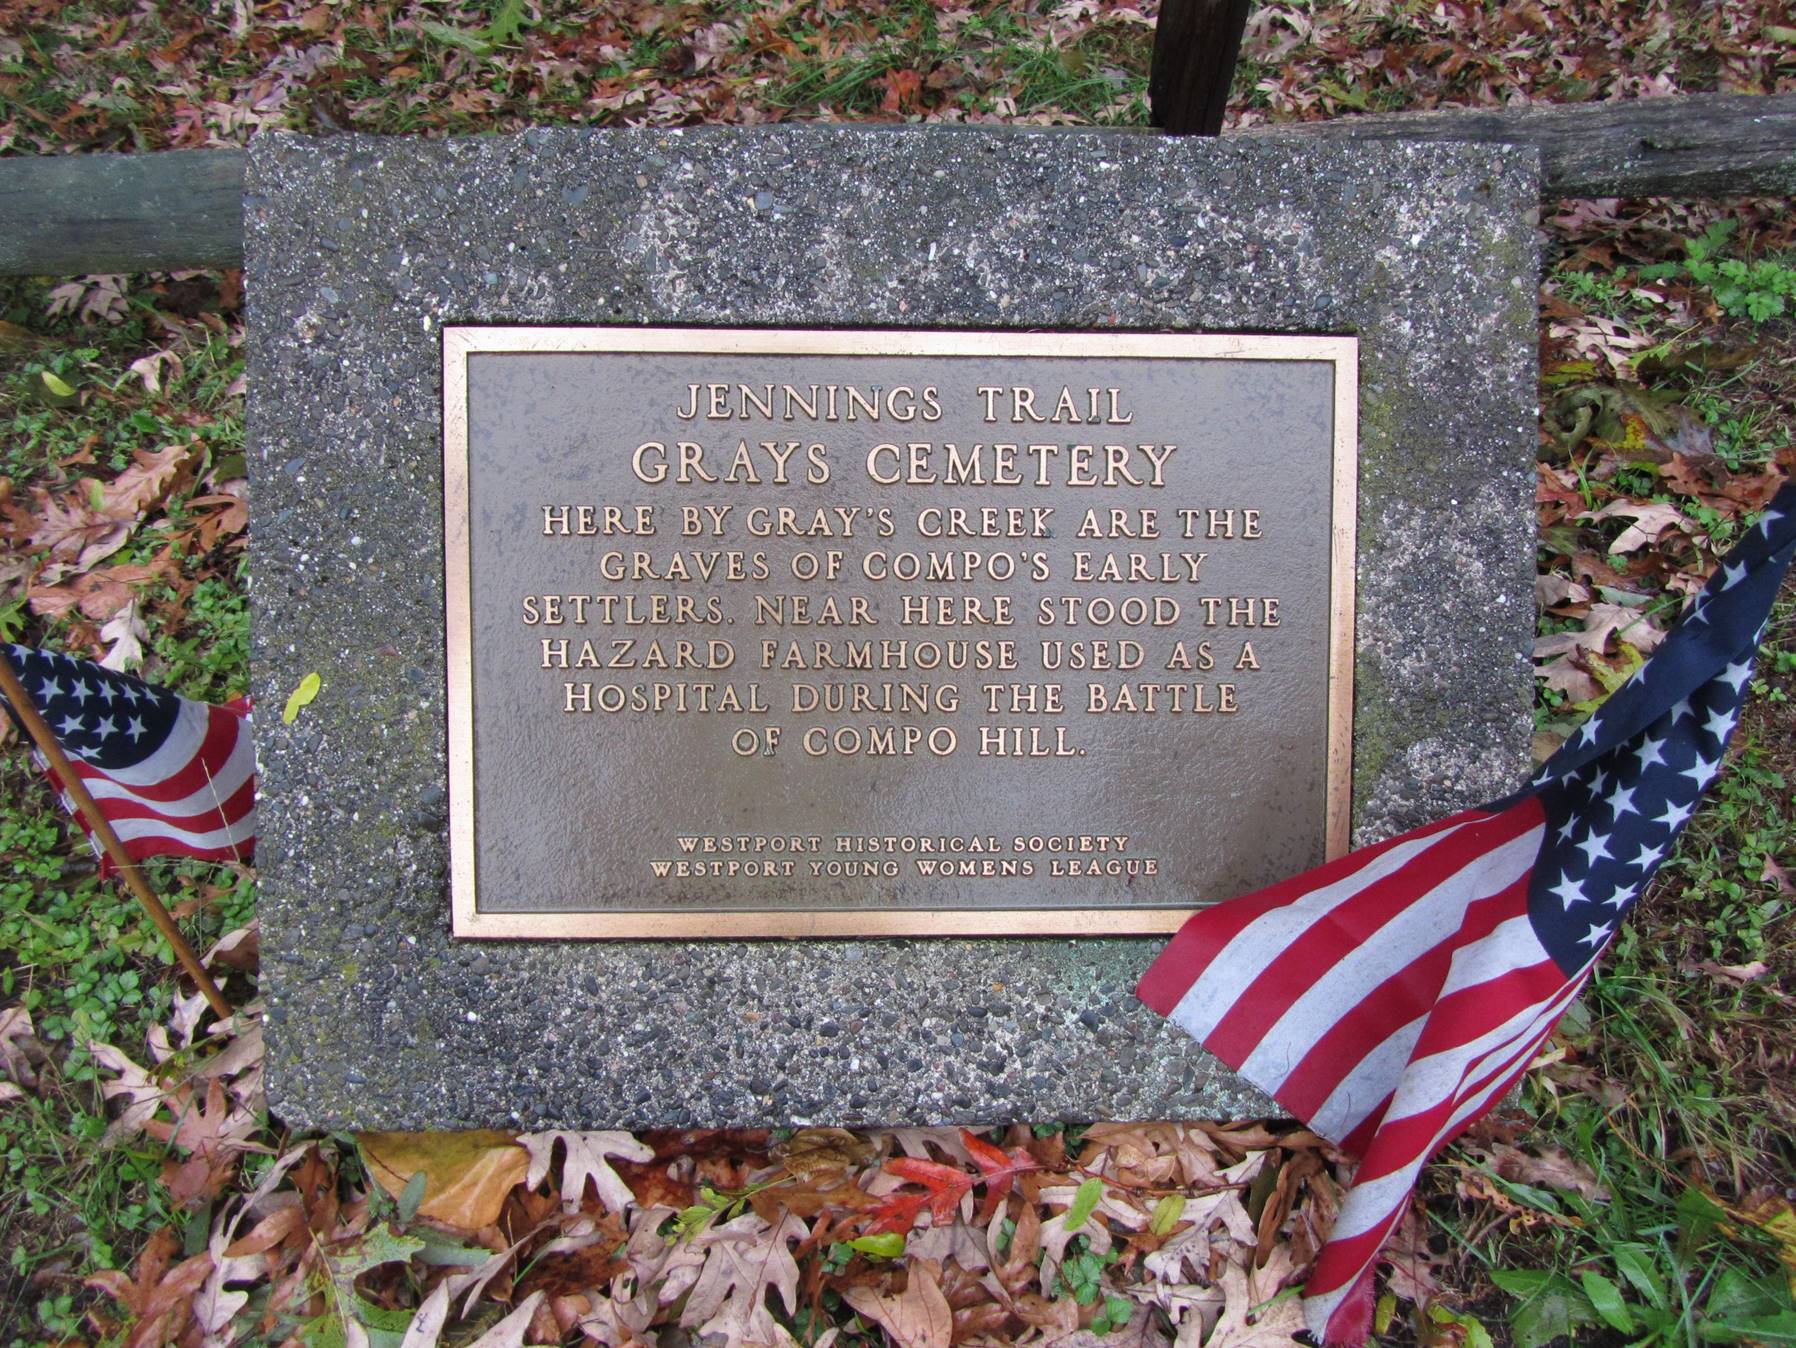 JENNINGS TRAIL
GRAYS CEMETERY
HERE BY GRAY'S CREEK ARE THE
GRAVES OF COMPO'S EARLY
SETTLERS. NEAR HERE STOOD THE
HAZARD FARMHOUSE USED AS A
HOSPITAL DURING THE BATTLE
OF COMPO HILL.
WESTPORT HISTORICAL SOCIETY
WESTPORT YOUNG WOMENS LEAGUE